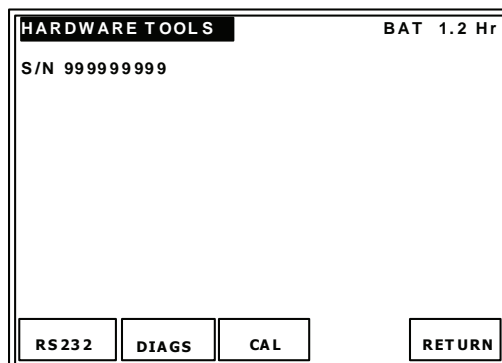 HARDWARE TOOLS BAT 1.2 Hr
S/N 999999999
RS232 DIAGS CAL RETURN